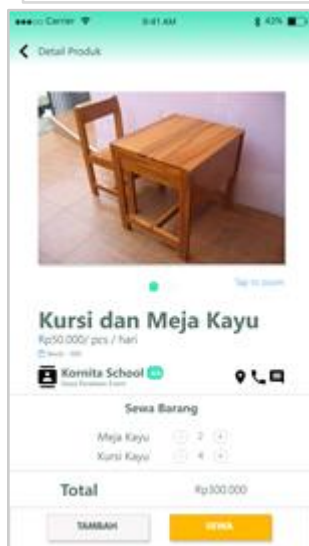 Carrier 9:41 AM 42%
Detail Produk
Tap to zoom
Kursi dan Meja Kayu
Rp50.000/ pcs / hari
Kornita School
Sewa Barang
Meja Kayu - 2 +
Kursi Kayu - 4 +
Total Rp300.000
TAMBAH SEWA